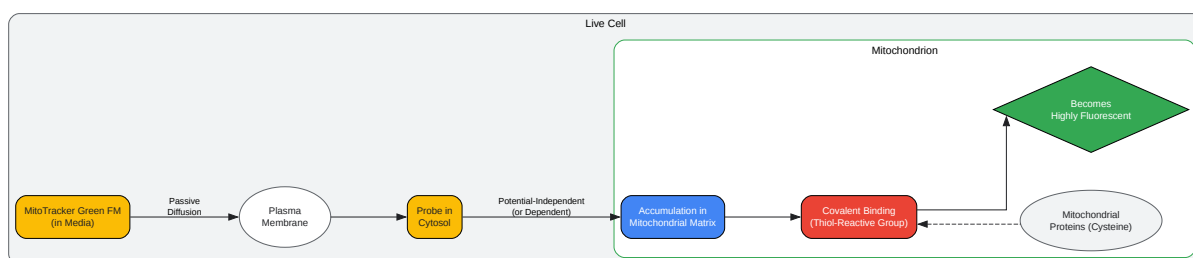 Live Cell
Mitochondrion
Becomes
Highly Fluorescent
MitoTracker Green FM
(in Media)
Passive
Diffusion
Plasma
Membrane
Probe in
Cytosol
Potential-Independent
(or Dependent)
Accumulation in
Mitochondrial Matrix
Covalent Binding
(Thiol-Reactive Group)
Mitochondrial
Proteins (Cysteine)